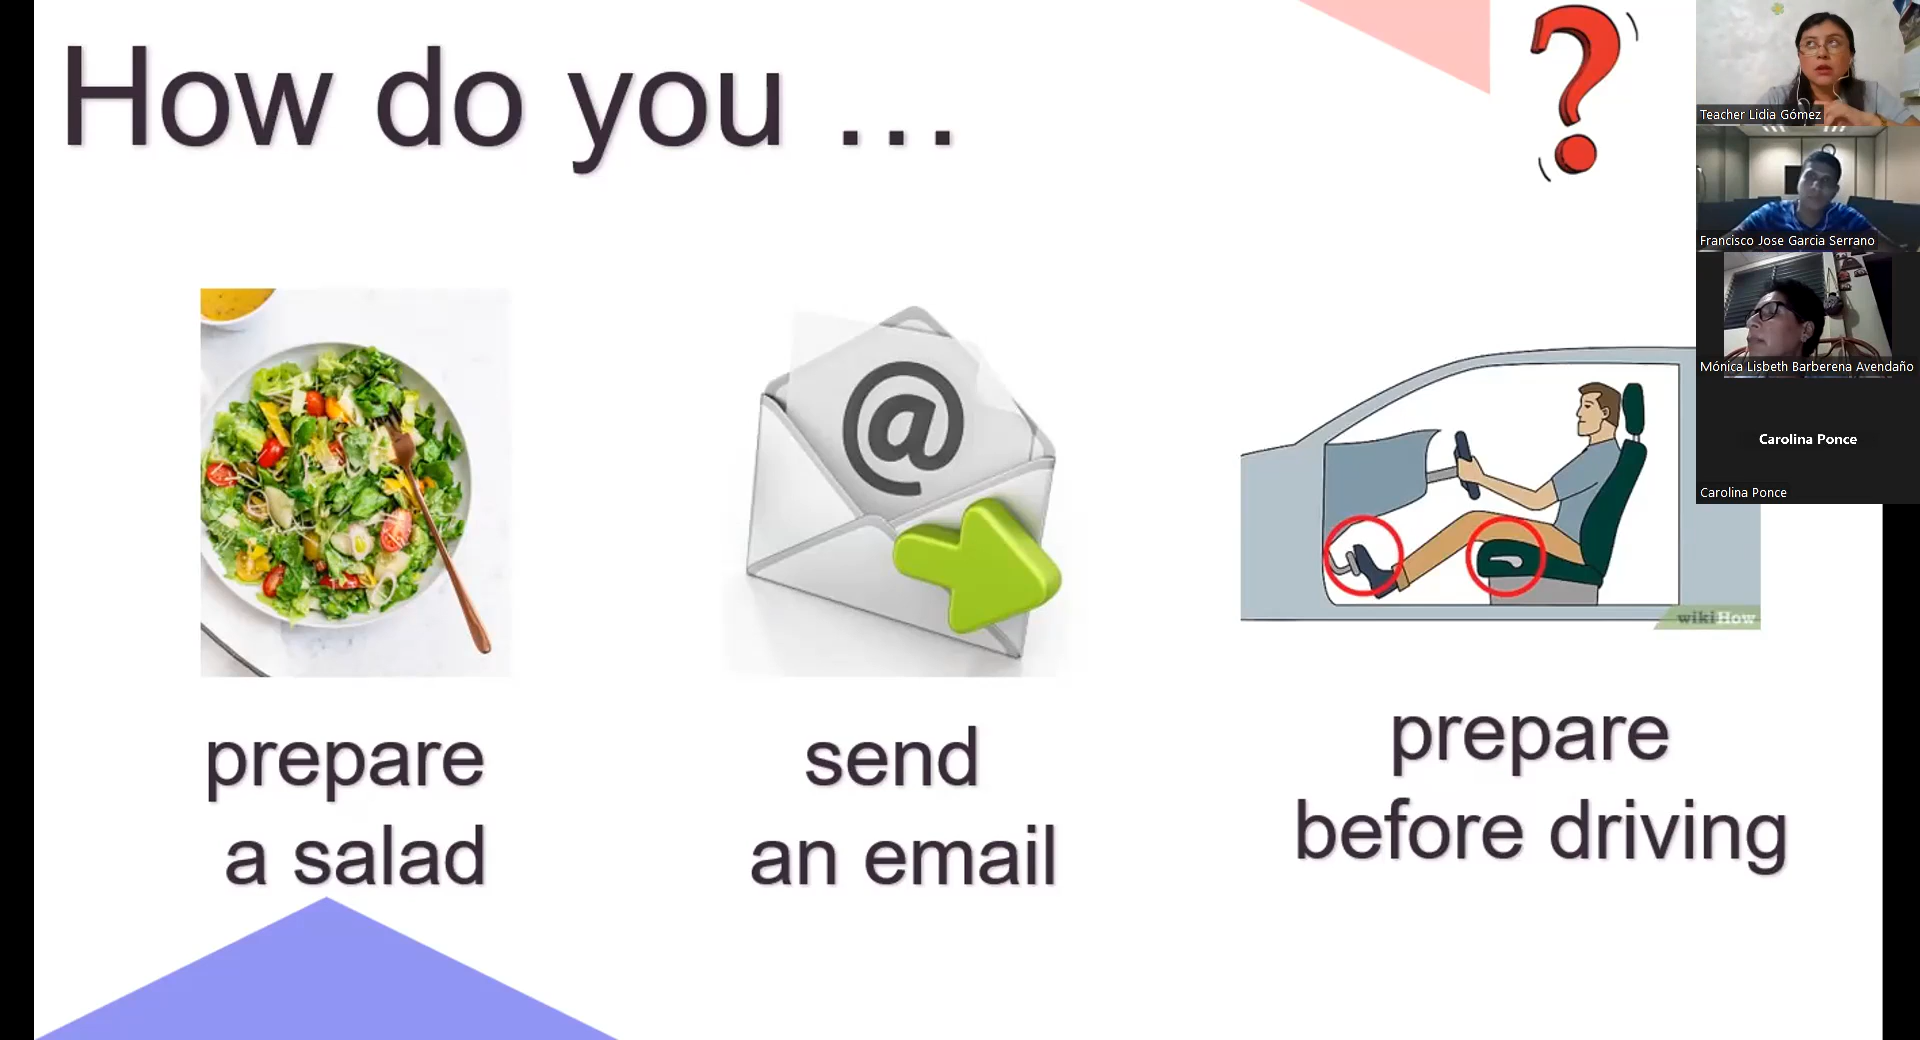 How do you ...
?
prepare
a salad
@
send
an email
wikiHow
prepare
before driving
Teacher Lidia Gómez
Francisco Jose Garcia Serrano
Mónica Lisbeth Barberena Avendaño
Carolina Ponce
Carolina Ponce